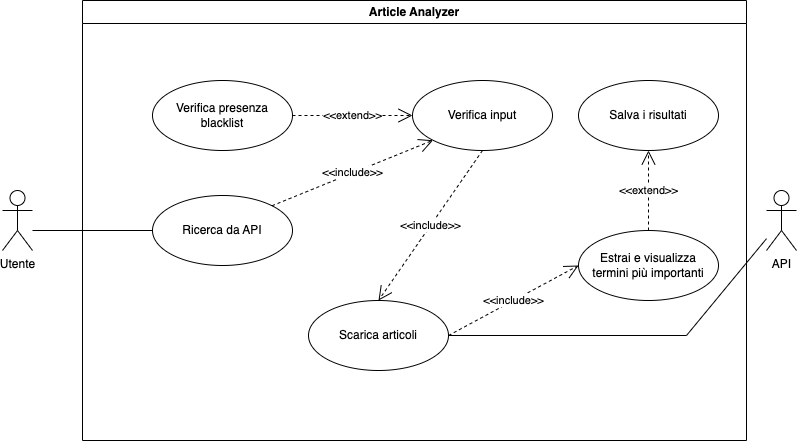 Article Analyzer
Verifica presenza
blacklist
<<extend>>
Verifica input
Salva i risultati
<<include>>
<<extend>>
Ricerca da API
<<include>>
Utente
Estrai e visualizza
termini più importanti
API
<<include>>
Scarica articoli